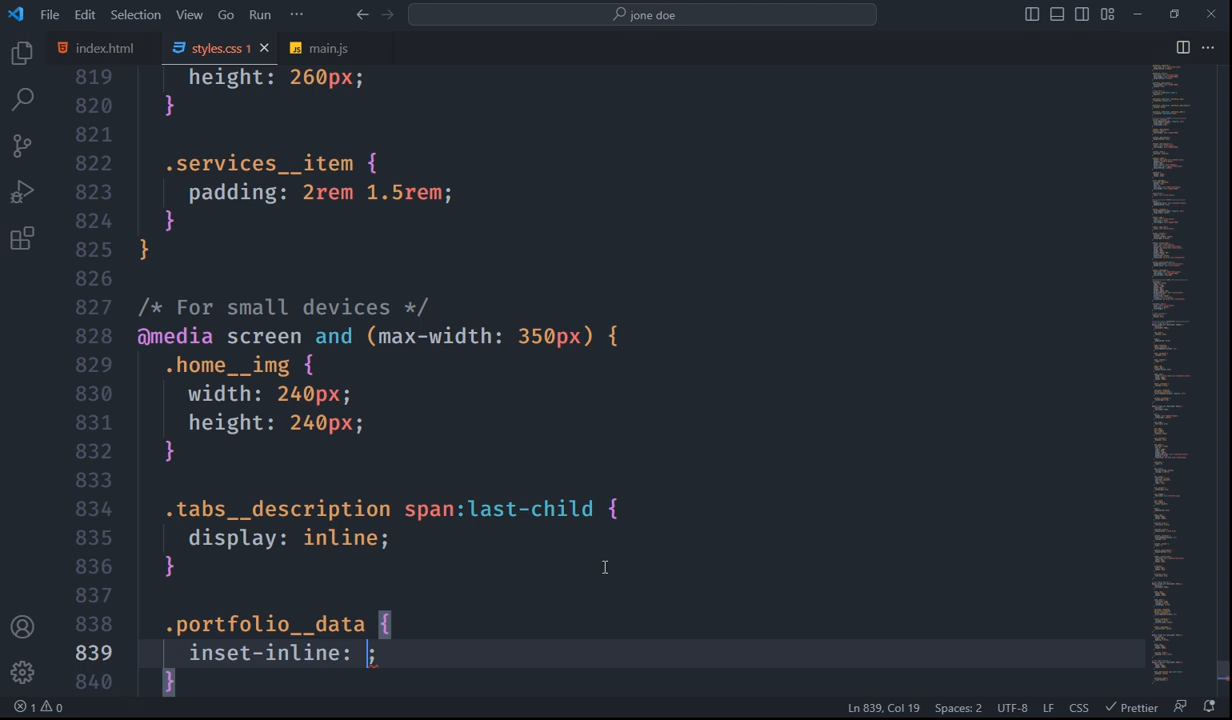 File Edit Selection View Go Run ··· jone doe
index.html styles.css 1 main.js
819 height: 260px;
820 }
821
822 .services__item {
823 padding: 2rem 1.5rem;
824 }
825 }
826
827 /* For small devices */
828 @media screen and (max-width: 350px) {
829 .home__img {
830 width: 240px;
831 height: 240px;
832 }
833
834 .tabs__description span:last-child {
835 display: inline;
836 }
837
838 .portfolio__data {
839 inset-inline: ;
840 }
1 0 Ln 839, Col 19 Spaces: 2 UTF-8 LF CSS Prettier